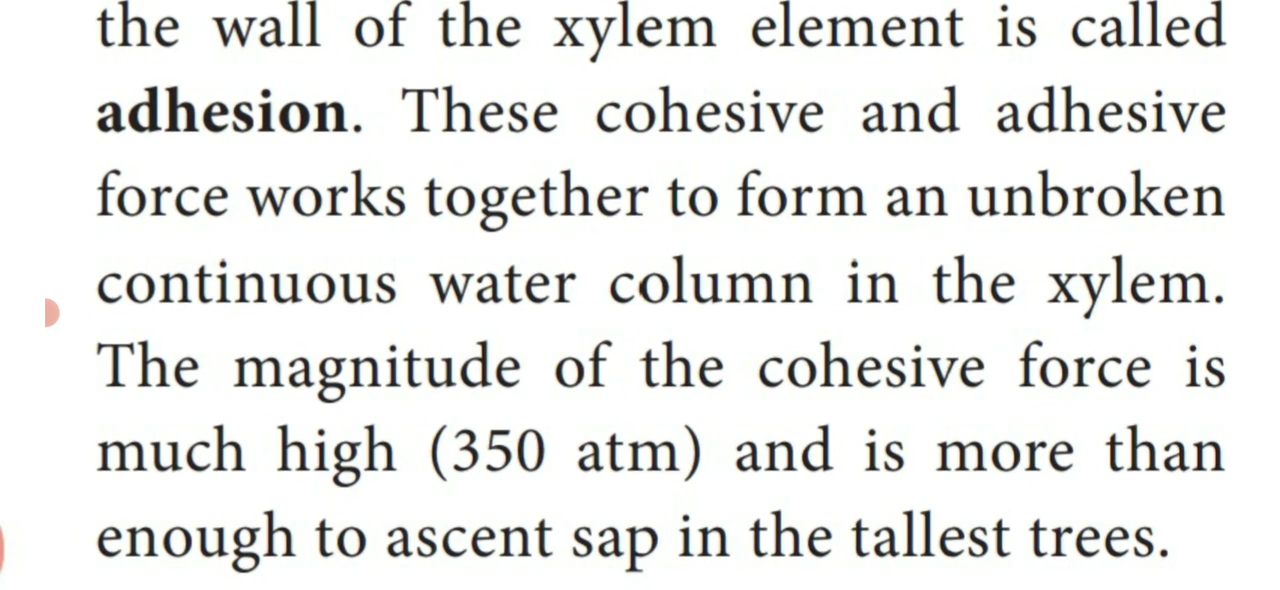 the wall of the xylem element is called
adhesion. These cohesive and adhesive
force works together to form an unbroken
continuous water column in the xylem.
The magnitude of the cohesive force is
much high (350 atm) and is more than
enough to ascent sap in the tallest trees.